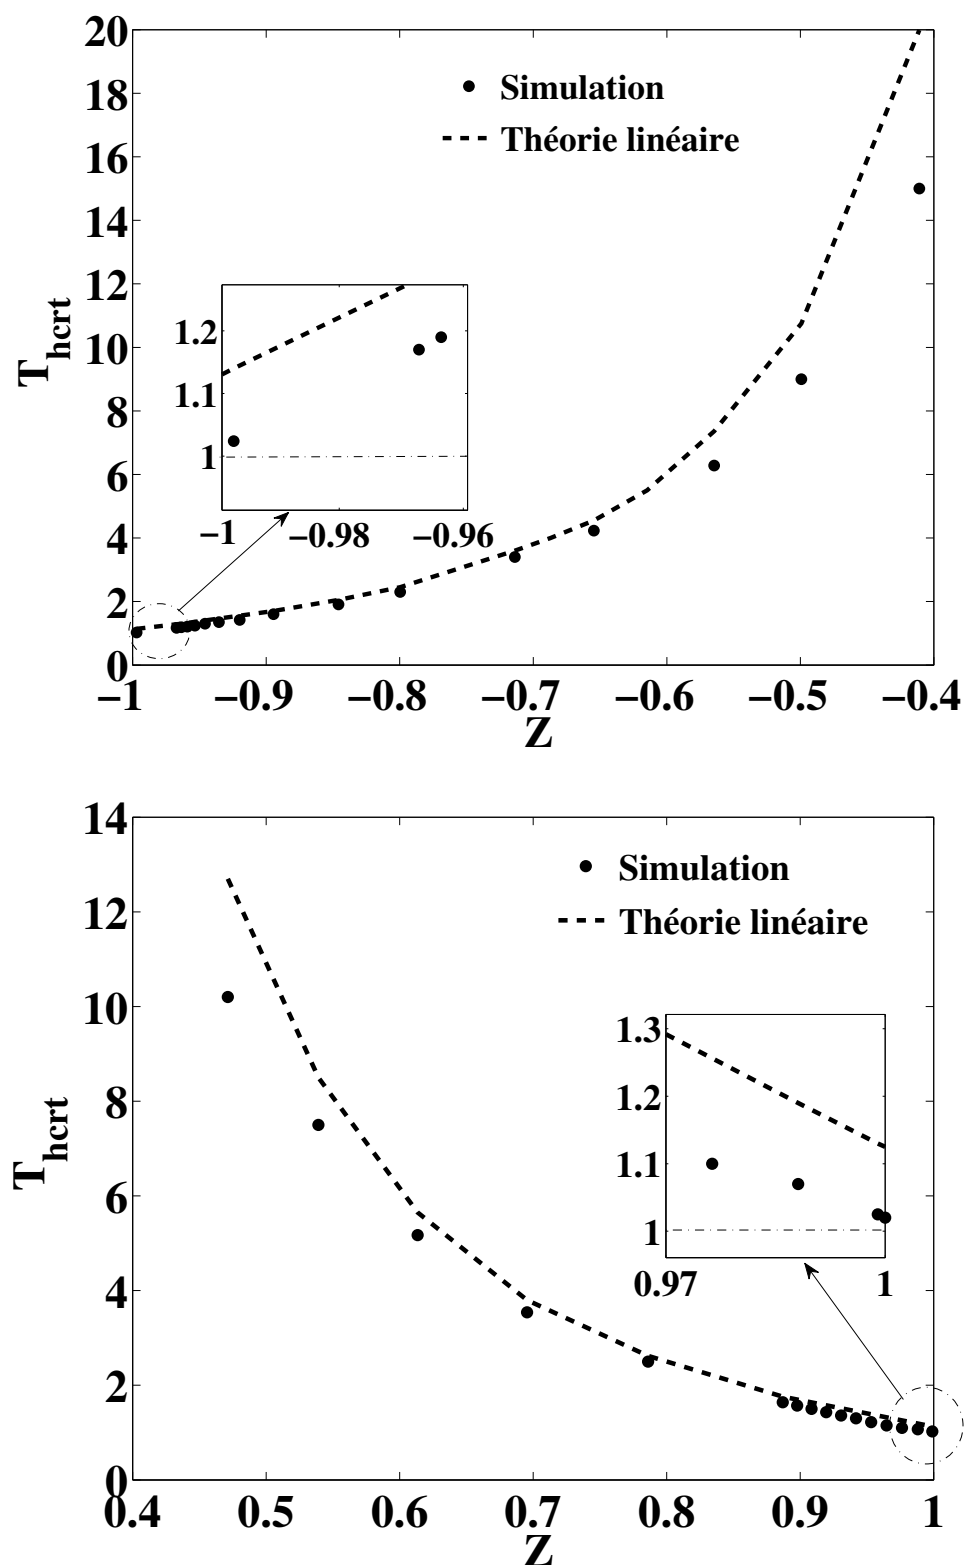 20
18
16
14
12
10
8
6
4
2
0
T_hcrt
Simulation
Théorie linéaire
1.2
1.1
1
−1 −0.98 −0.96
−1 −0.9 −0.8 −0.7 −0.6 −0.5 −0.4
Z
14
12
10
8
6
4
2
0
T_hcrt
Simulation
Théorie linéaire
1.3
1.2
1.1
1
0.97 1
0.4 0.5 0.6 0.7 0.8 0.9 1
Z